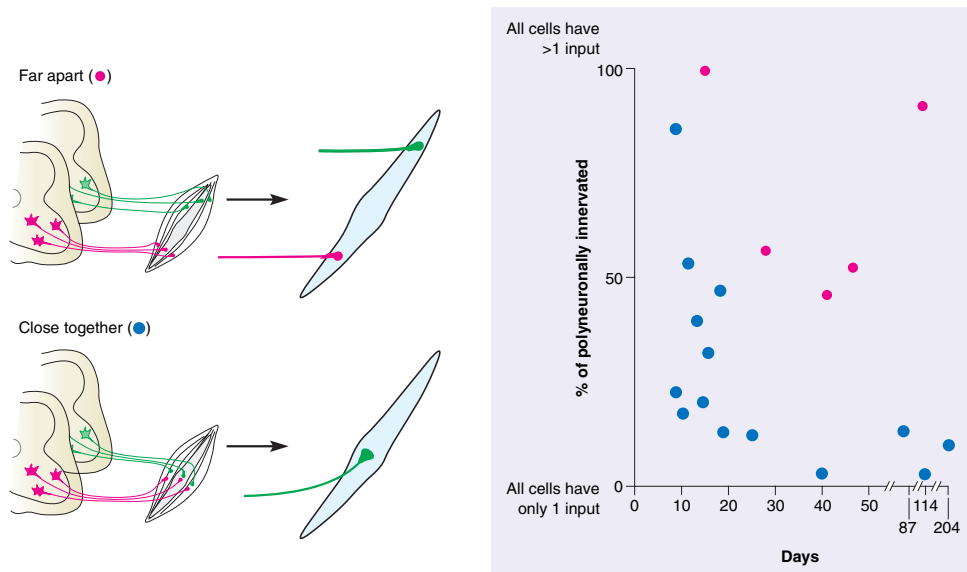 Far apart (●)
Close together (●)
All cells have
>1 input
100
50
0
% of polyneuronally innervated
All cells have
only 1 input
0 10 20 30 40 50 87 114 204
Days